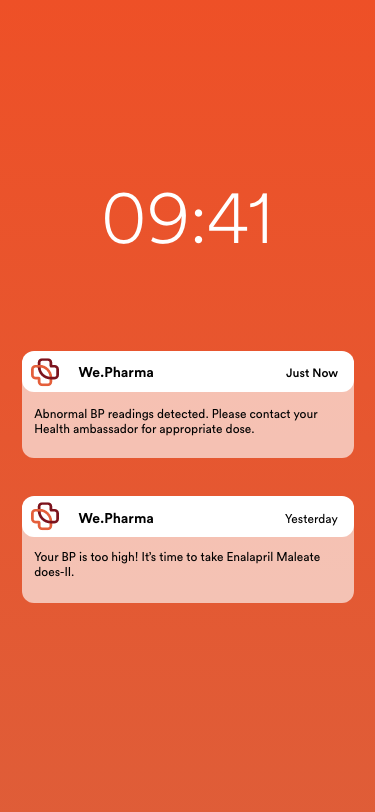 09:41
We.Pharma
Just Now
Abnormal BP readings detected. Please contact your
Health ambassador for appropriate dose.
We.Pharma
Yesterday
Your BP is too high! It's time to take Enalapril Maleate
does-II.